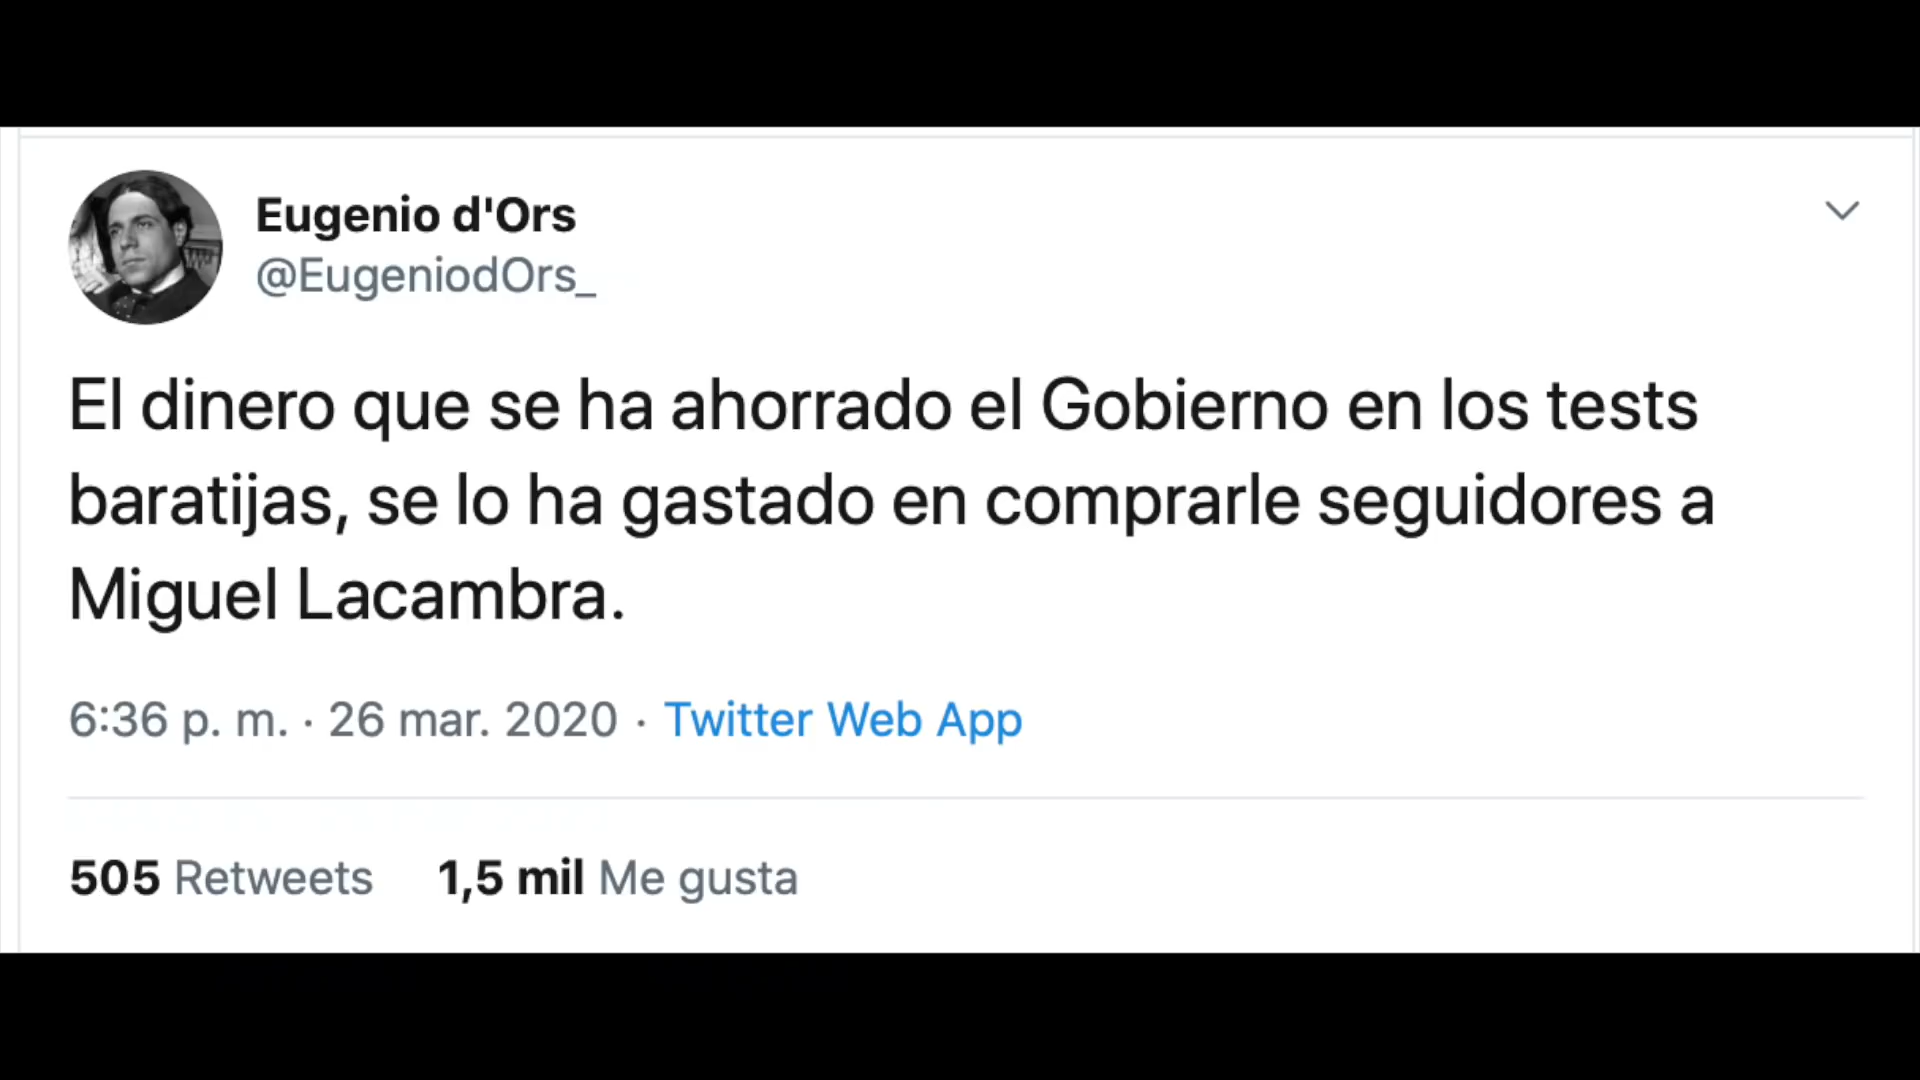 Eugenio d'Ors
@EugeniodOrs_
El dinero que se ha ahorrado el Gobierno en los tests
baratijas, se lo ha gastado en comprarle seguidores a
Miguel Lacambra.
6:36 p. m. · 26 mar. 2020 · Twitter Web App
505 Retweets 1,5 mil Me gusta